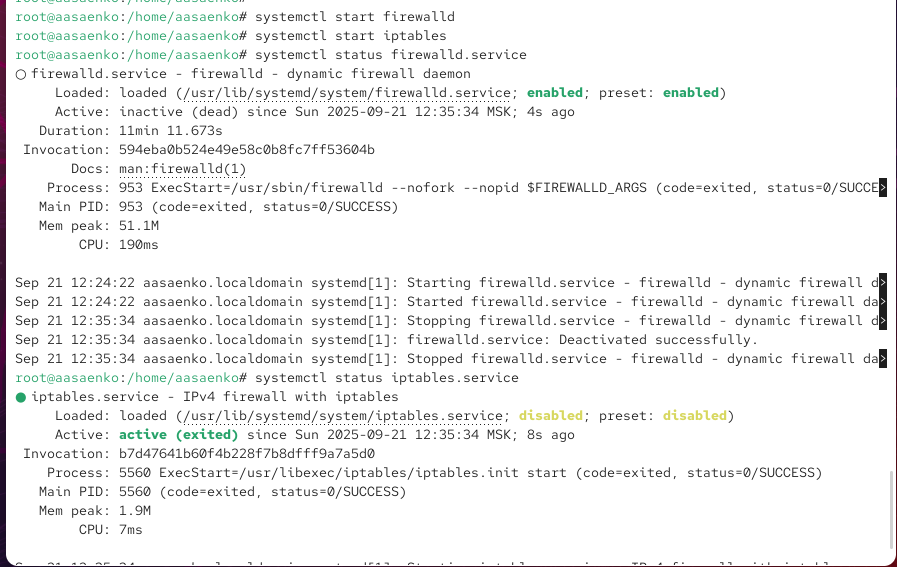 root@aasaenko:/home/aasaenko# systemctl start firewalld
root@aasaenko:/home/aasaenko# systemctl start iptables
root@aasaenko:/home/aasaenko# systemctl status firewalld.service
○ firewalld.service - firewalld - dynamic firewall daemon
     Loaded: loaded (/usr/lib/systemd/system/firewalld.service; enabled; preset: enabled)
     Active: inactive (dead) since Sun 2025-09-21 12:35:34 MSK; 4s ago
   Duration: 11min 11.673s
 Invocation: 594eba0b524e49e58c0b8fc7ff53604b
       Docs: man:firewalld(1)
    Process: 953 ExecStart=/usr/sbin/firewalld --nofork --nopid $FIREWALLD_ARGS (code=exited, status=0/SUCCE>
   Main PID: 953 (code=exited, status=0/SUCCESS)
   Mem peak: 51.1M
        CPU: 190ms

Sep 21 12:24:22 aasaenko.localdomain systemd[1]: Starting firewalld.service - firewalld - dynamic firewall d>
Sep 21 12:24:22 aasaenko.localdomain systemd[1]: Started firewalld.service - firewalld - dynamic firewall da>
Sep 21 12:35:34 aasaenko.localdomain systemd[1]: Stopping firewalld.service - firewalld - dynamic firewall d>
Sep 21 12:35:34 aasaenko.localdomain systemd[1]: firewalld.service: Deactivated successfully.
Sep 21 12:35:34 aasaenko.localdomain systemd[1]: Stopped firewalld.service - firewalld - dynamic firewall da>
root@aasaenko:/home/aasaenko# systemctl status iptables.service
● iptables.service - IPv4 firewall with iptables
     Loaded: loaded (/usr/lib/systemd/system/iptables.service; disabled; preset: disabled)
     Active: active (exited) since Sun 2025-09-21 12:35:34 MSK; 8s ago
 Invocation: b7d47641b60f4b228f7b8dfff9a7a5d0
    Process: 5560 ExecStart=/usr/libexec/iptables/iptables.init start (code=exited, status=0/SUCCESS)
   Main PID: 5560 (code=exited, status=0/SUCCESS)
   Mem peak: 1.9M
        CPU: 7ms